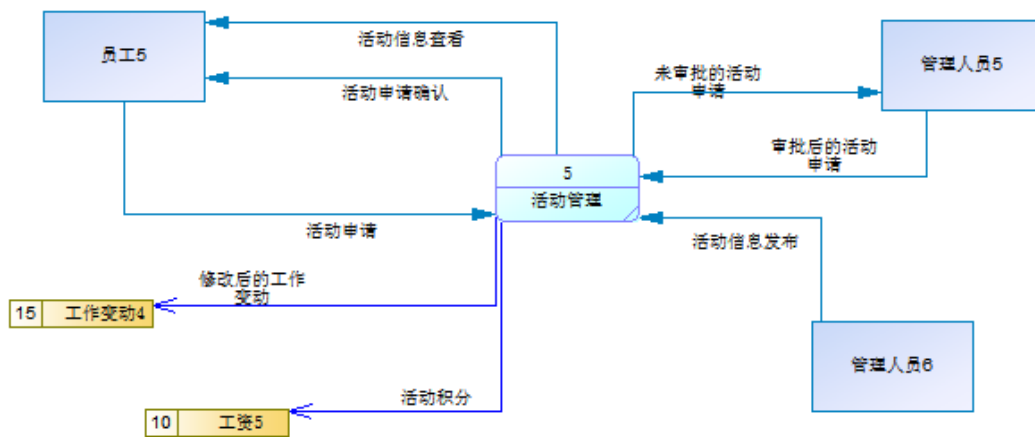 员工5
活动信息查看
活动申请确认
未审批的活动
申请
管理人员5
审批后的活动
申请
5
活动管理
活动申请
活动信息发布
修改后的工作
变动
15 工作变动4
管理人员6
活动积分
10 工资5